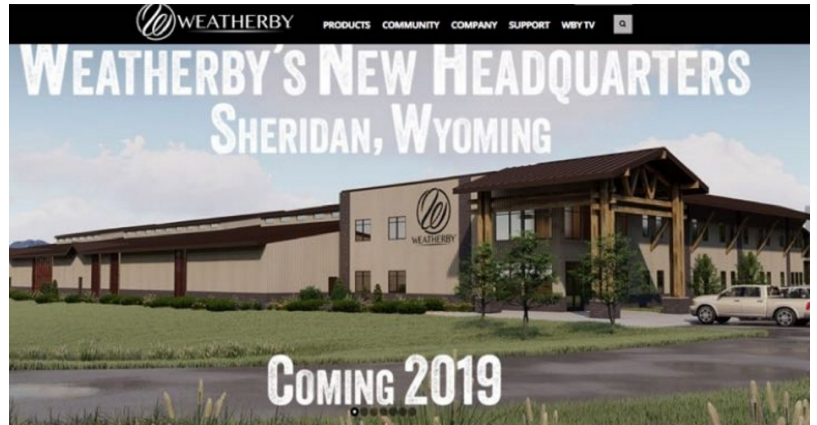 WEATHERBY PRODUCTS COMMUNITY COMPANY SUPPORT WBY TV
WEATHERBY'S NEW HEADQUARTERS
SHERIDAN, WYOMING
WEATHERBY
COMING 2019